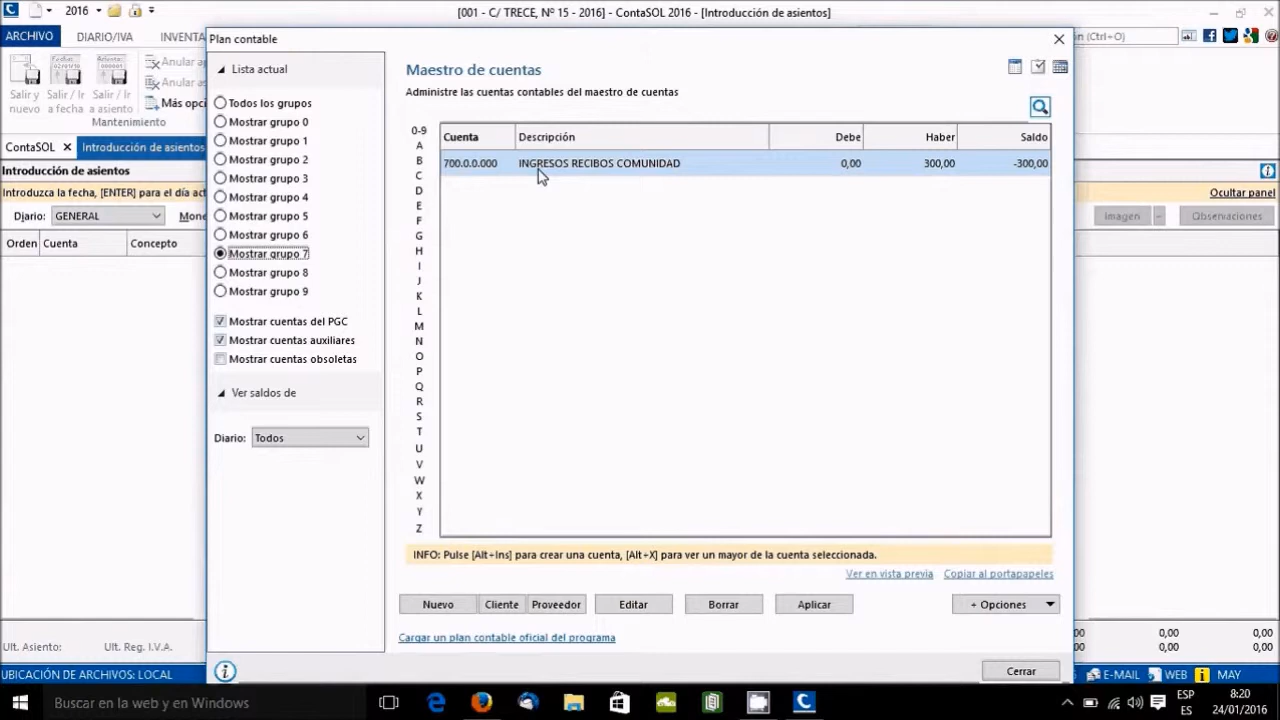 2016
[001 - C/ TRECE, Nº 15 - 2016] - ContaSOL 2016 - [Introducción de asientos]
ARCHIVO DIARIO/IVA INVENTA
(Ctrl+O)
Salir y nuevo
Salir / Ir a fecha
Salir / Ir a asiento
Anular ap
Anular as
Más opci
Mantenimiento
ContaSOL Introducción de asientos
Introducción de asientos
Introduzca la fecha, [ENTER] para el día act
Ocultar panel
Diario: GENERAL Mone
Imagen Observaciones
Orden Cuenta Concepto
Plan contable
Lista actual
Todos los grupos
Mostrar grupo 0
Mostrar grupo 1
Mostrar grupo 2
Mostrar grupo 3
Mostrar grupo 4
Mostrar grupo 5
Mostrar grupo 6
Mostrar grupo 7
Mostrar grupo 8
Mostrar grupo 9
Mostrar cuentas del PGC
Mostrar cuentas auxiliares
Mostrar cuentas obsoletas
Ver saldos de
Diario: Todos
Maestro de cuentas
Administre las cuentas contables del maestro de cuentas
0-9
A
B
C
D
E
F
G
H
I
J
K
L
M
N
O
P
Q
R
S
T
U
V
W
X
Y
Z
Cuenta Descripción Debe Haber Saldo
700.0.0.000 INGRESOS RECIBOS COMUNIDAD 0,00 300,00 -300,00
INFO: Pulse [Alt+Ins] para crear una cuenta, [Alt+X] para ver un mayor de la cuenta seleccionada.
Ver en vista previa Copiar al portapapeles
Nuevo Cliente Proveedor Editar Borrar Aplicar + Opciones
Cargar un plan contable oficial del programa
Cerrar
00 0,00 0,00
00 0,00 0,00
Ult. Asiento: Ult. Reg. I.V.A.
UBICACIÓN DE ARCHIVOS: LOCAL
E-MAIL WEB MAY
Buscar en la web y en Windows
ESP
ES
8:20
24/01/2016